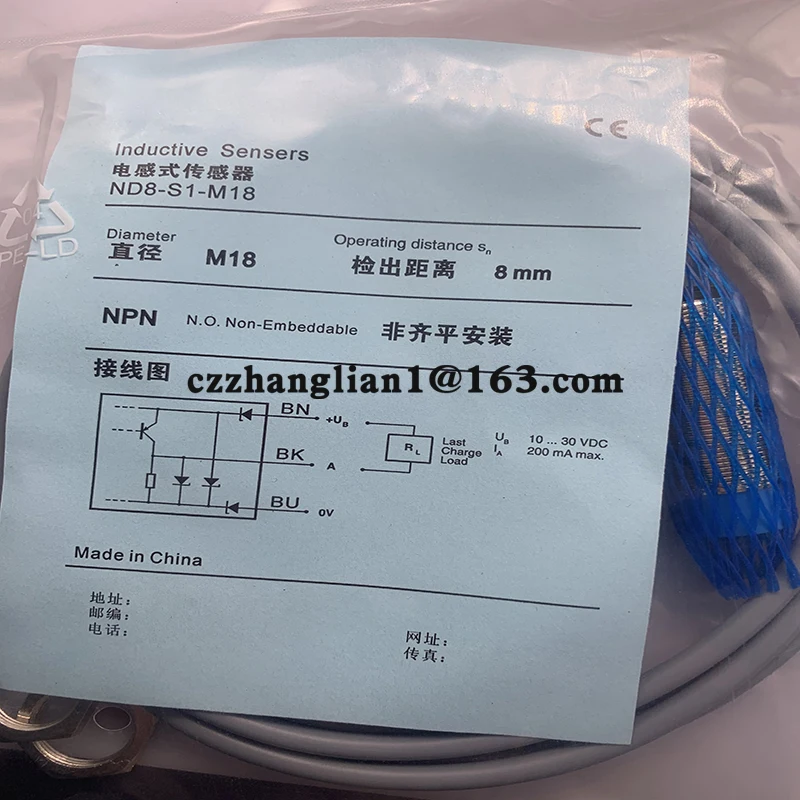 CE
Inductive Sensers
电感式传感器
ND8-S1-M18
Diameter
直径 M18
Operating distance sn
检出距离 8mm
NPN N.O. Non-Embeddable 非齐平安装
接线图
czzhanglian1@163.com
BN +UB
BK A
BU 0V
RL
Last
Charge
Load
UB 10 ... 30 VDC
IA 200 mA max.
Made in China
地址:
邮编:
电话:
网址:
传真: